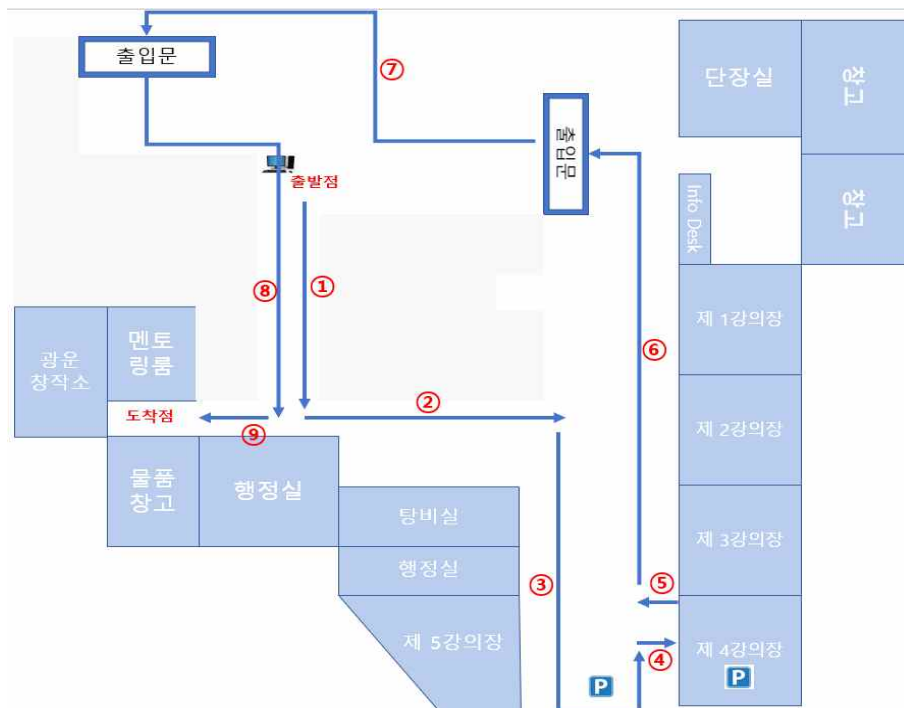 출입문
⑦
단장실
창고
출입문
출발점
Info Desk
창고
⑧
①
제 1강의장
멘토
링룸
⑥
광운
창작소
②
도착점
⑨
제 2강의장
물품
창고
행정실
탕비실
제 3강의장
행정실
③
⑤
제 5강의장
④
제 4강의장
P
P